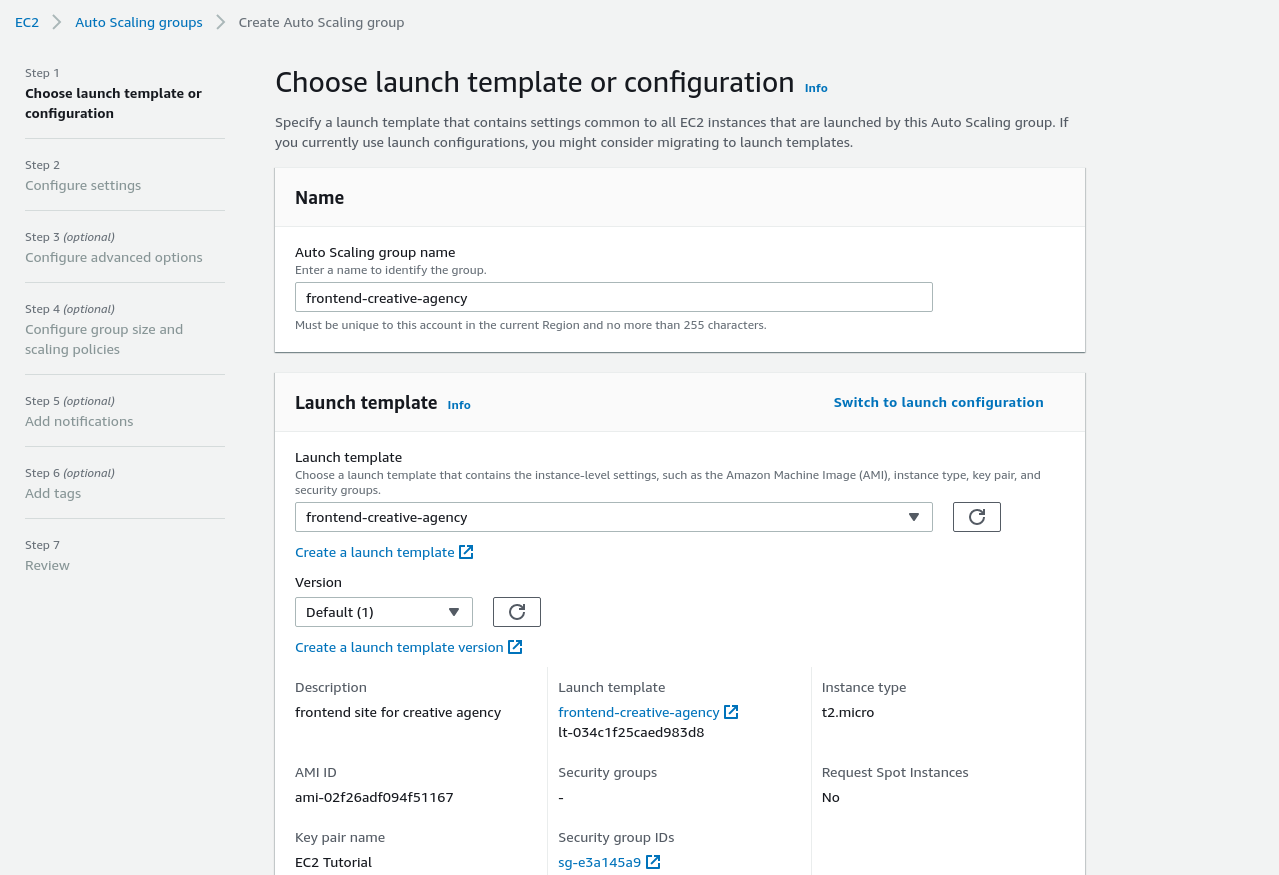 EC2 Auto Scaling groups Create Auto Scaling group
Step 1
Choose launch template or
configuration
Step 2
Configure settings
Step 3 (optional)
Configure advanced options
Step 4 (optional)
Configure group size and
scaling policies
Step 5 (optional)
Add notifications
Step 6 (optional)
Add tags
Step 7
Review
Choose launch template or configuration Info
Specify a launch template that contains settings common to all EC2 instances that are launched by this Auto Scaling group. If
you currently use launch configurations, you might consider migrating to launch templates.
Name
Auto Scaling group name
Enter a name to identify the group.
frontend-creative-agency
Must be unique to this account in the current Region and no more than 255 characters.
Launch template Info Switch to launch configuration
Launch template
Choose a launch template that contains the instance-level settings, such as the Amazon Machine Image (AMI), instance type, key pair, and
security groups.
frontend-creative-agency
Create a launch template
Version
Default (1)
Create a launch template version
Description
frontend site for creative agency
Launch template
frontend-creative-agency
lt-034c1f25caed983d8
Instance type
t2.micro
AMI ID
ami-02f26adf094f51167
Security groups
-
Request Spot Instances
No
Key pair name
EC2 Tutorial
Security group IDs
sg-e3a145a9